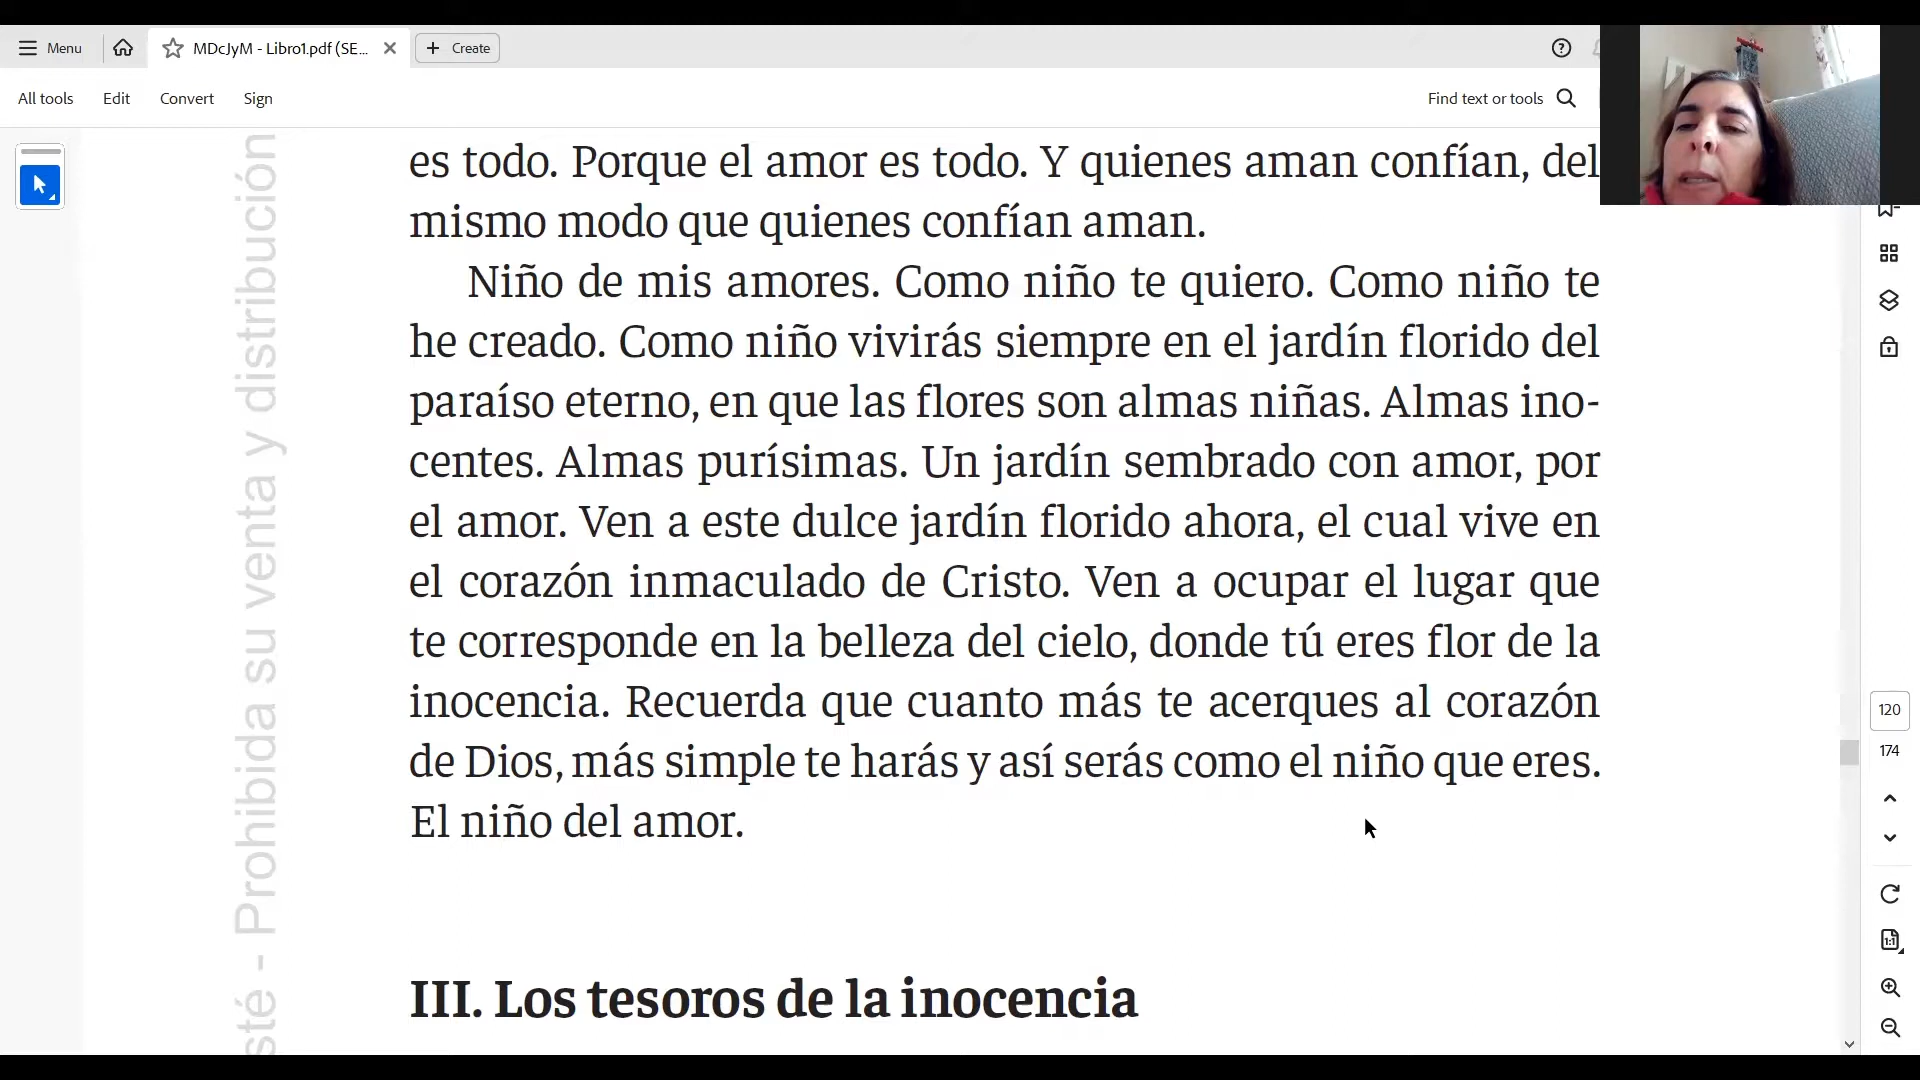 Menu
MDcJyM - Libro1.pdf (SE...
Create
All tools
Edit
Convert
Sign
Find text or tools
es todo. Porque el amor es todo. Y quienes aman confían, del
mismo modo que quienes confían aman.
Niño de mis amores. Como niño te quiero. Como niño te
he creado. Como niño vivirás siempre en el jardín florido del
paraíso eterno, en que las flores son almas niñas. Almas ino-
centes. Almas purísimas. Un jardín sembrado con amor, por
el amor. Ven a este dulce jardín florido ahora, el cual vive en
el corazón inmaculado de Cristo. Ven a ocupar el lugar que
te corresponde en la belleza del cielo, donde tú eres flor de la
inocencia. Recuerda que cuanto más te acerques al corazón
de Dios, más simple te harás y así serás como el niño que eres.
El niño del amor.
III. Los tesoros de la inocencia
sté - Prohibida su venta y distribución
120
174
1:1